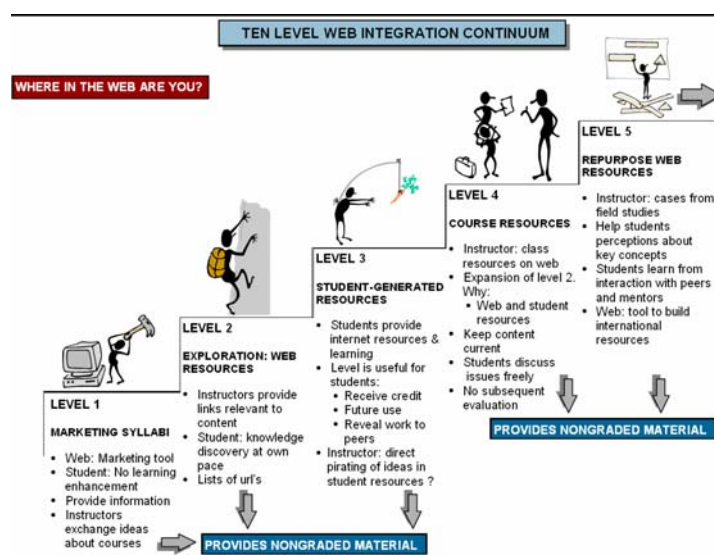 TEN LEVEL WEB INTEGRATION CONTINUUM
WHERE IN THE WEB ARE YOU?
LEVEL 1
MARKETING SYLLABI
• Web: Marketing tool
• Student: No learning
enhancement
• Provide information
• Instructors
exchange ideas
about courses
LEVEL 2
EXPLORATION: WEB
RESOURCES
• Instructors provide
links relevant to
content
• Student: knowledge
discovery at own
pace
• Lists of url's
LEVEL 3
STUDENT-GENERATED
RESOURCES
• Students provide
internet resources &
learning
• Level is useful for
students:
• Receive credit
• Future use
• Reveal work to
peers
• Instructor: direct
pirating of ideas in
student resources ?
PROVIDES NONGRADED MATERIAL
LEVEL 4
COURSE RESOURCES
• Instructor: class
resources on web
• Expansion of level 2.
Why:
• Web and student
resources
• Keep content
current
• Students discuss
issues freely
• No subsequent
evaluation
LEVEL 5
REPURPOSE WEB
RESOURCES
• Instructor: cases from
field studies
• Help students
perceptions about
key concepts
• Students learn from
interaction with peers
and mentors
• Web: tool to build
international
resources
PROVIDES NONGRADED MATERIAL